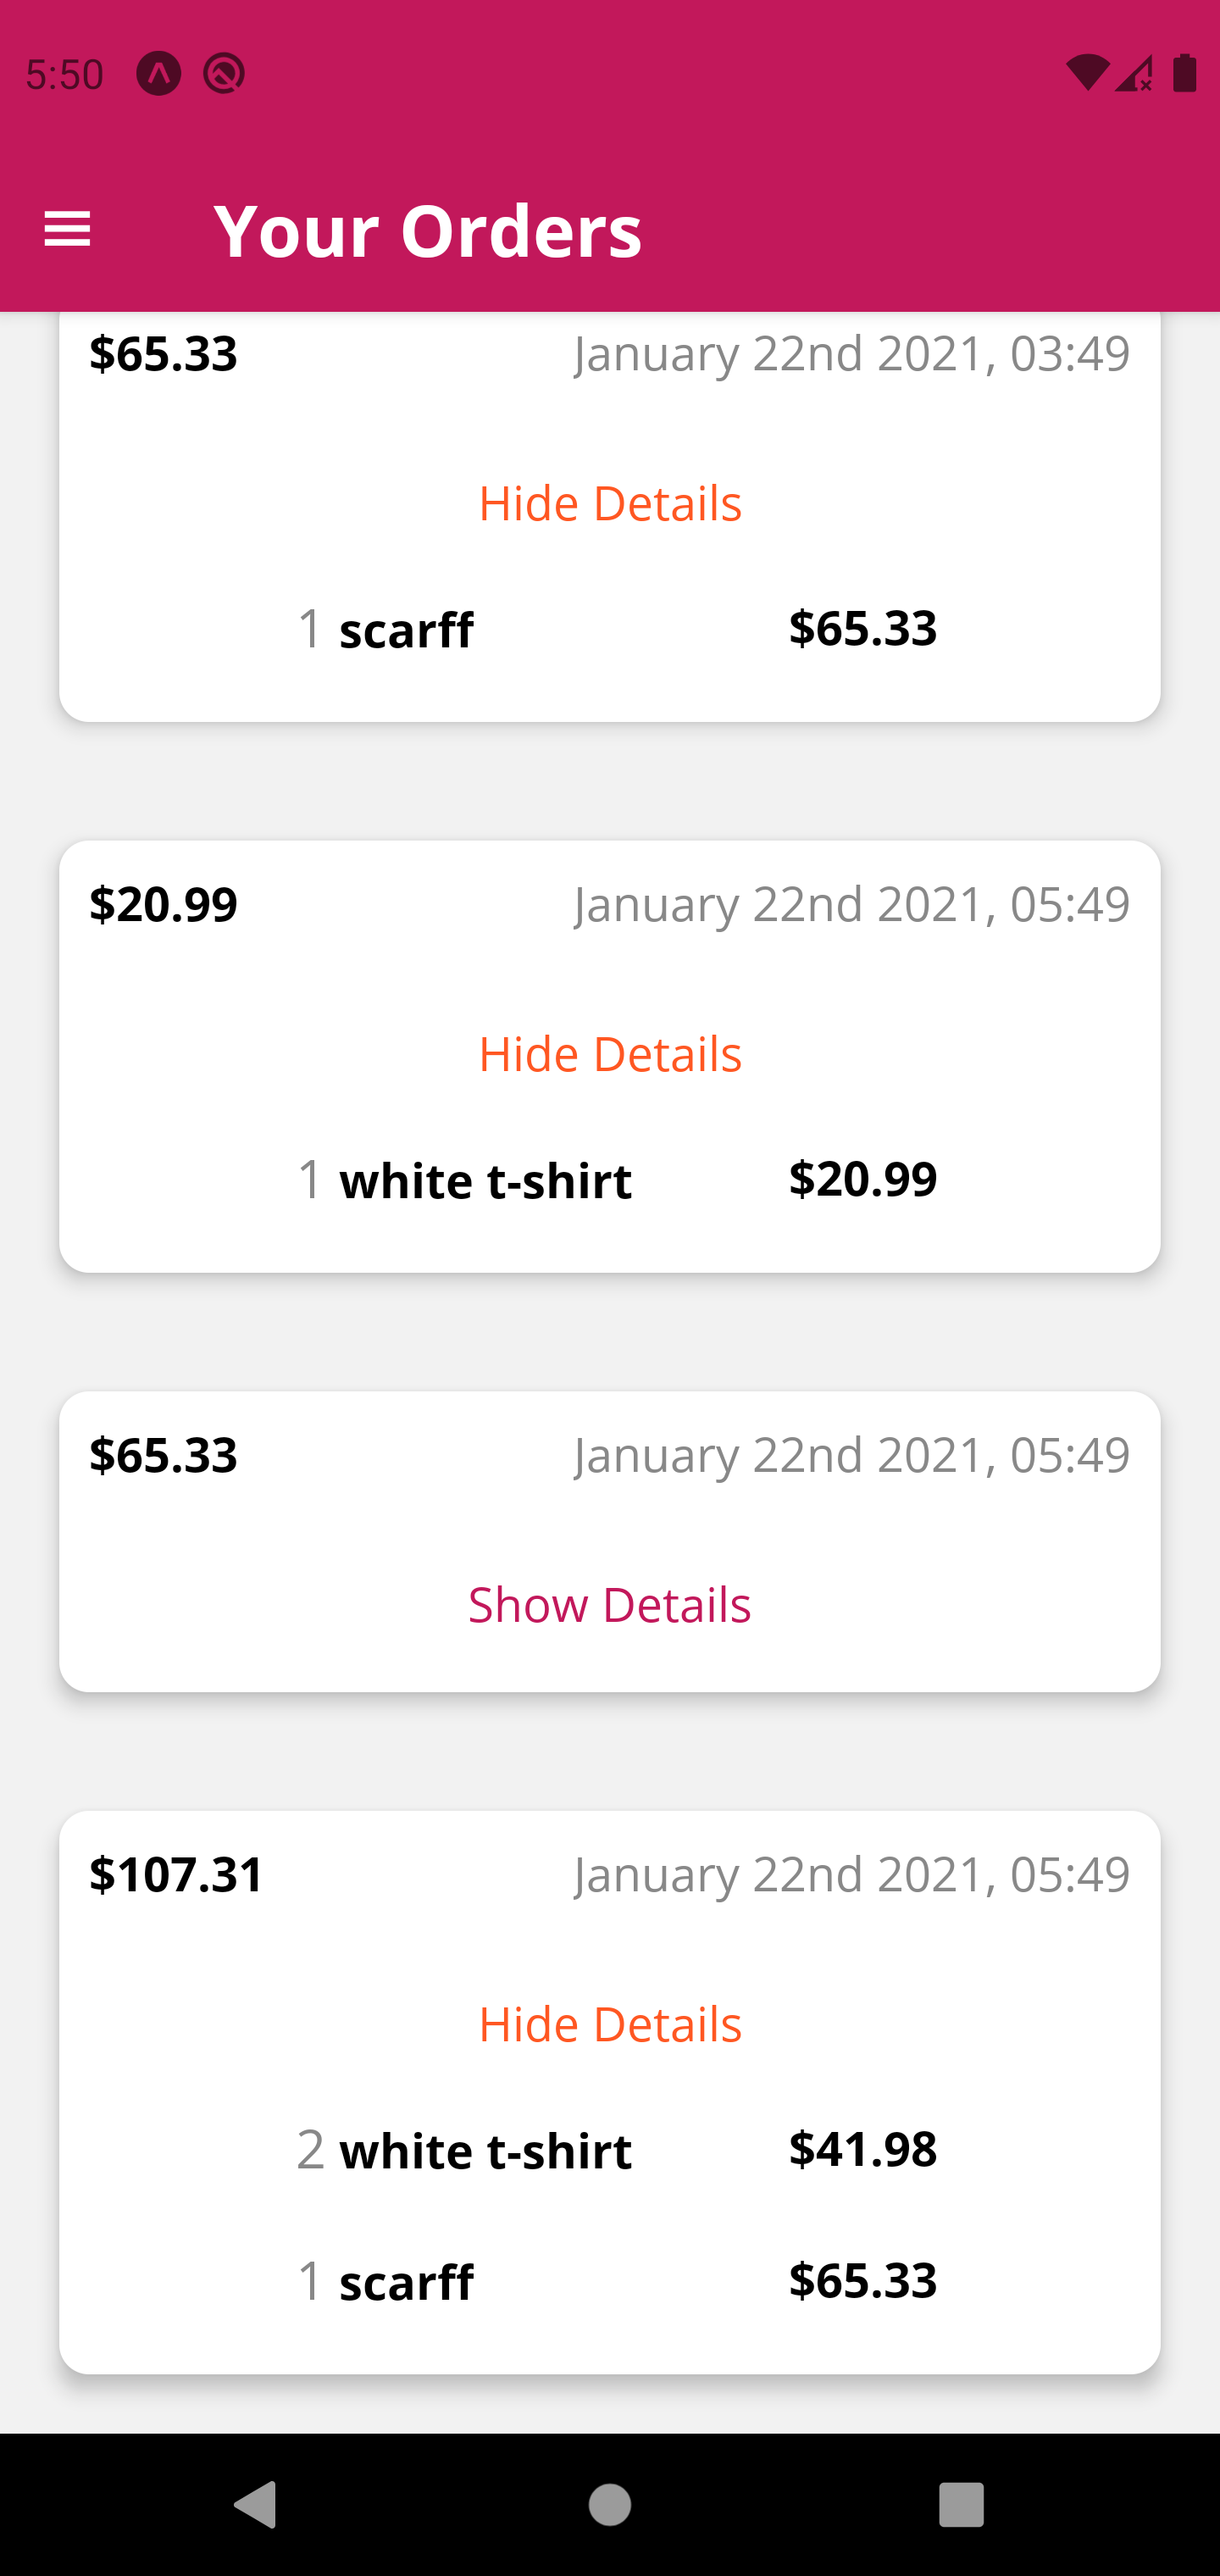 5:50
Your Orders
$65.33 January 22nd 2021, 03:49
Hide Details
1 scarff $65.33
$20.99 January 22nd 2021, 05:49
Hide Details
1 white t-shirt $20.99
$65.33 January 22nd 2021, 05:49
Show Details
$107.31 January 22nd 2021, 05:49
Hide Details
2 white t-shirt $41.98
1 scarff $65.33